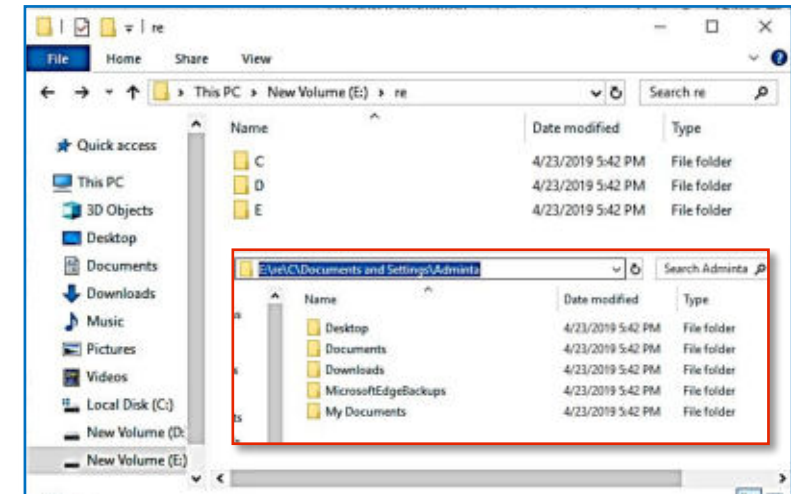 re
File Home Share View
This PC › New Volume (E:) › re
Search re
Name Date modified Type
Quick access
This PC
3D Objects
Desktop
Documents
Downloads
Music
Pictures
Videos
Local Disk (C:)
New Volume (D:
New Volume (E:)
C 4/23/2019 5:42 PM File folder
D 4/23/2019 5:42 PM File folder
E 4/23/2019 5:42 PM File folder
E:\re\C\Documents and Settings\Adminta
Search Adminta
Name Date modified Type
Desktop 4/23/2019 5:42 PM File folder
Documents 4/23/2019 5:42 PM File folder
Downloads 4/23/2019 5:42 PM File folder
MicrosoftEdgeBackups 4/23/2019 5:42 PM File folder
My Documents 4/23/2019 5:42 PM File folder